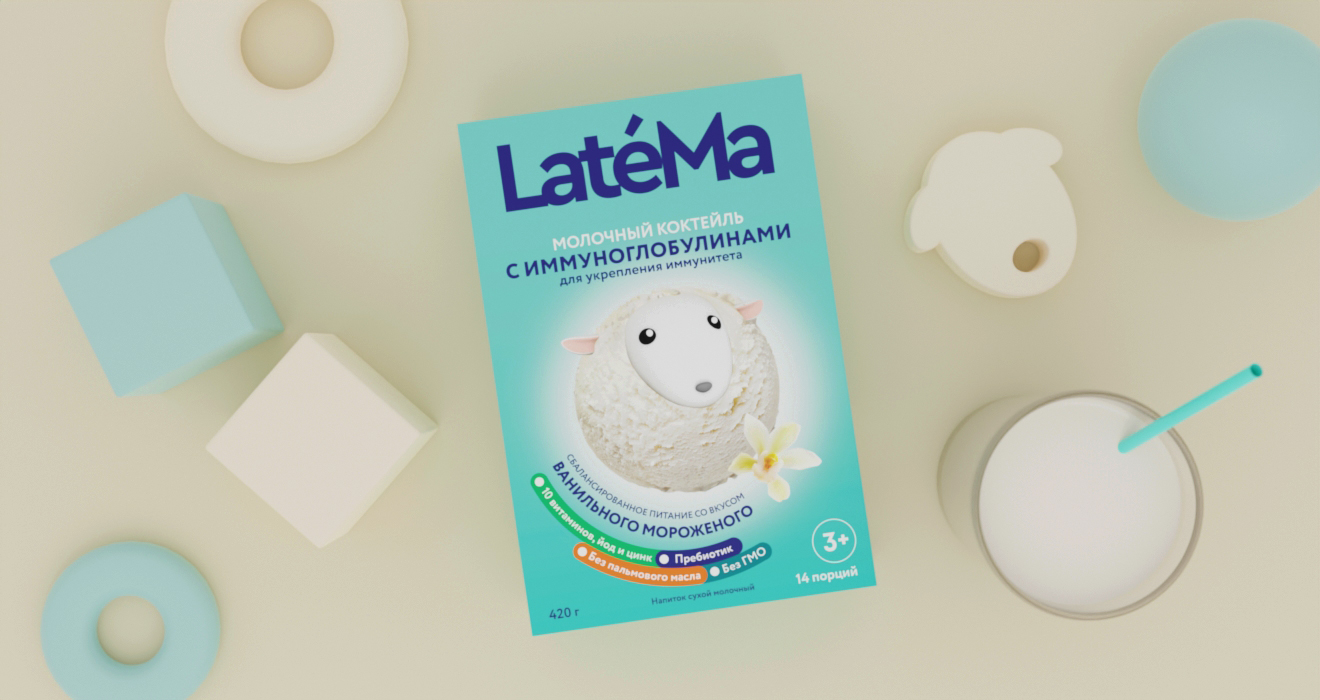 LatéMa
МОЛОЧНЫЙ КОКТЕЙЛЬ
С ИММУНОГЛОБУЛИНАМИ
для укрепления иммунитета
СБАЛАНСИРОВАННОЕ ПИТАНИЕ СО ВКУСОМ
ВАНИЛЬНОГО МОРОЖЕНОГО
10 витаминов, йод и цинк
Пребиотик
Без пальмового масла
Без ГМО
3+
14 порций
Напиток сухой молочный
420 г